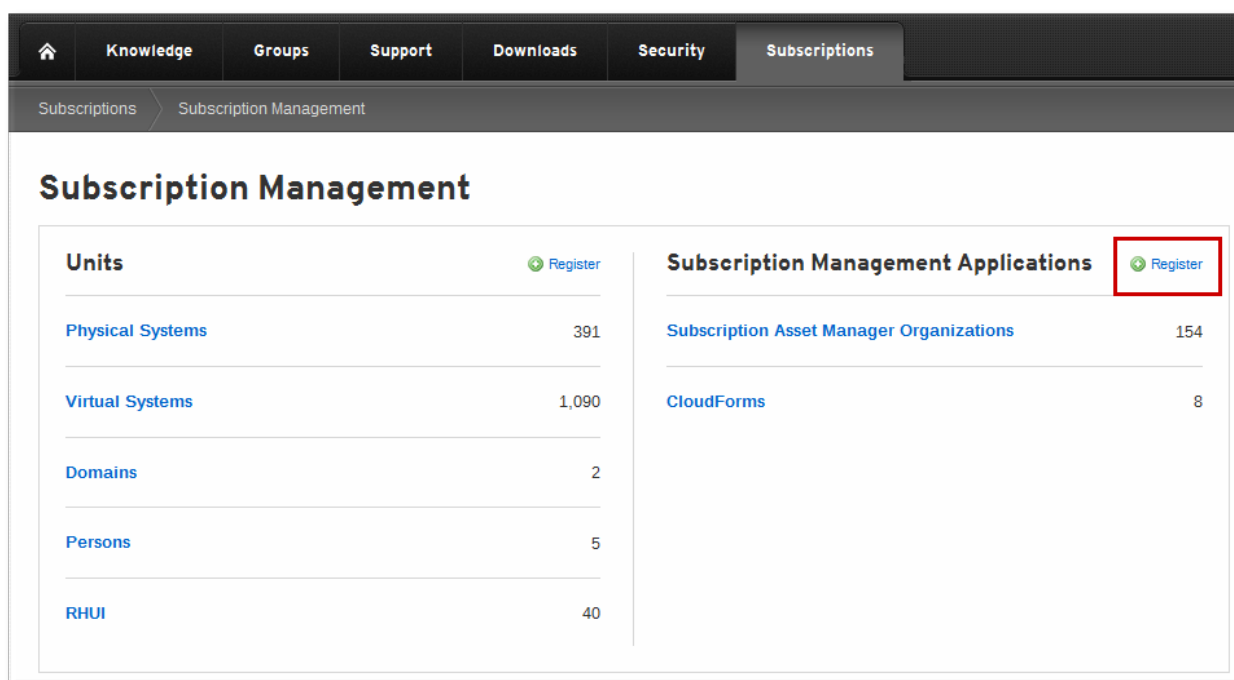 Knowledge Groups Support Downloads Security Subscriptions
Subscriptions Subscription Management
Subscription Management
Units Register
Physical Systems 391
Virtual Systems 1,090
Domains 2
Persons 5
RHUI 40
Subscription Management Applications Register
Subscription Asset Manager Organizations 154
CloudForms 8